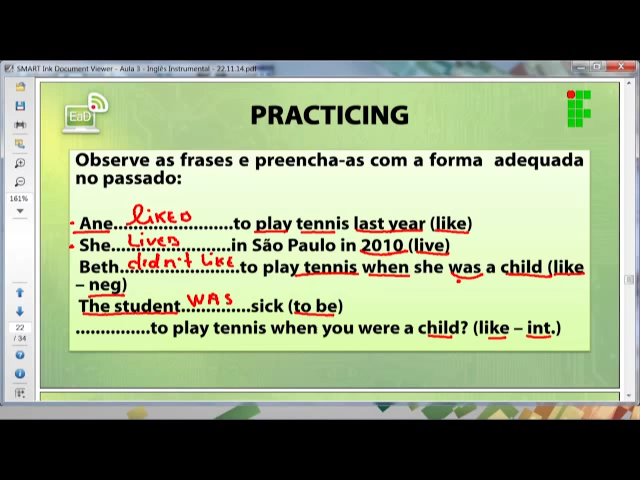 SMART Ink Document Viewer - Aula 3 - Inglês Instrumental - 22.11.14.pdf
EaD
PRACTICING
161%
Observe as frases e preencha-as com a forma adequada
no passado:
Ane....LIKED....to play tennis last year (like)
She....LIVED....in São Paulo in 2010 (live)
Beth....didn't LIKE....to play tennis when she was a child (like
– neg)
The student....WAS....sick (to be)
...............to play tennis when you were a child? (like – int.)
22
/ 34